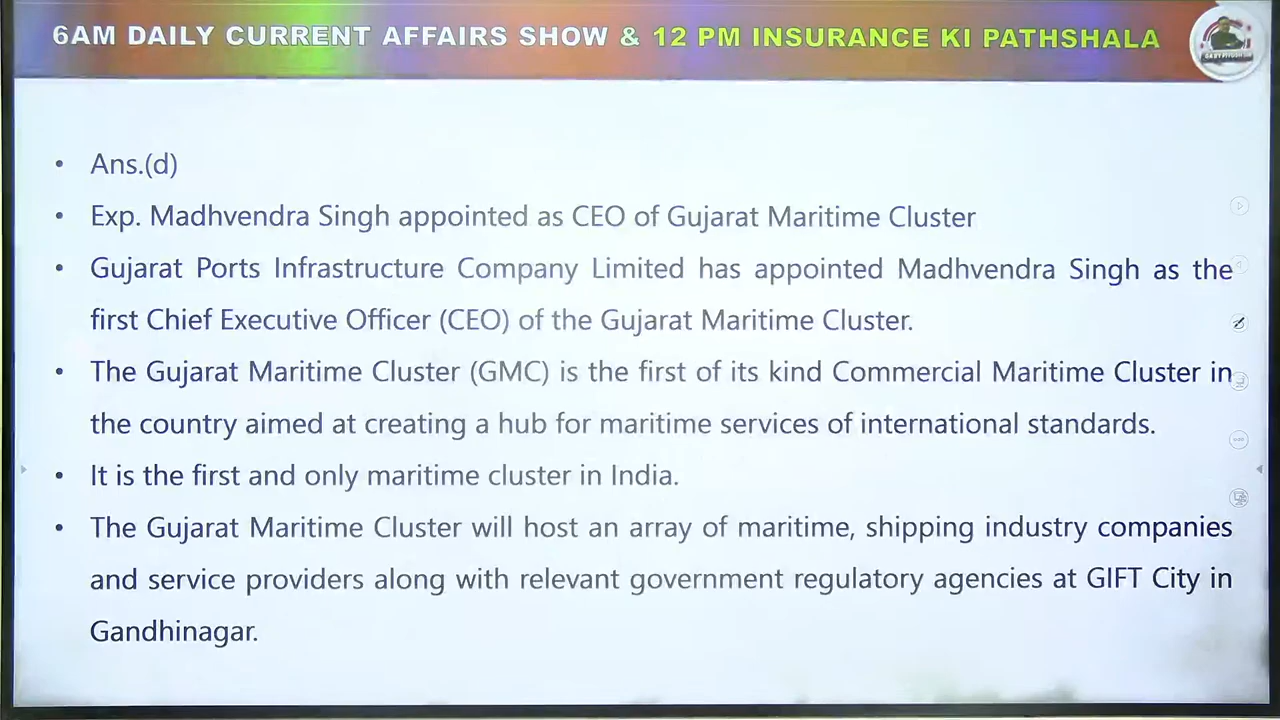 6AM DAILY CURRENT AFFAIRS SHOW & 12 PM INSURANCE KI PATHSHALA
• Ans.(d)
• Exp. Madhvendra Singh appointed as CEO of Gujarat Maritime Cluster
• Gujarat Ports Infrastructure Company Limited has appointed Madhvendra Singh as the
first Chief Executive Officer (CEO) of the Gujarat Maritime Cluster.
• The Gujarat Maritime Cluster (GMC) is the first of its kind Commercial Maritime Cluster in
the country aimed at creating a hub for maritime services of international standards.
• It is the first and only maritime cluster in India.
• The Gujarat Maritime Cluster will host an array of maritime, shipping industry companies
and service providers along with relevant government regulatory agencies at GIFT City in
Gandhinagar.